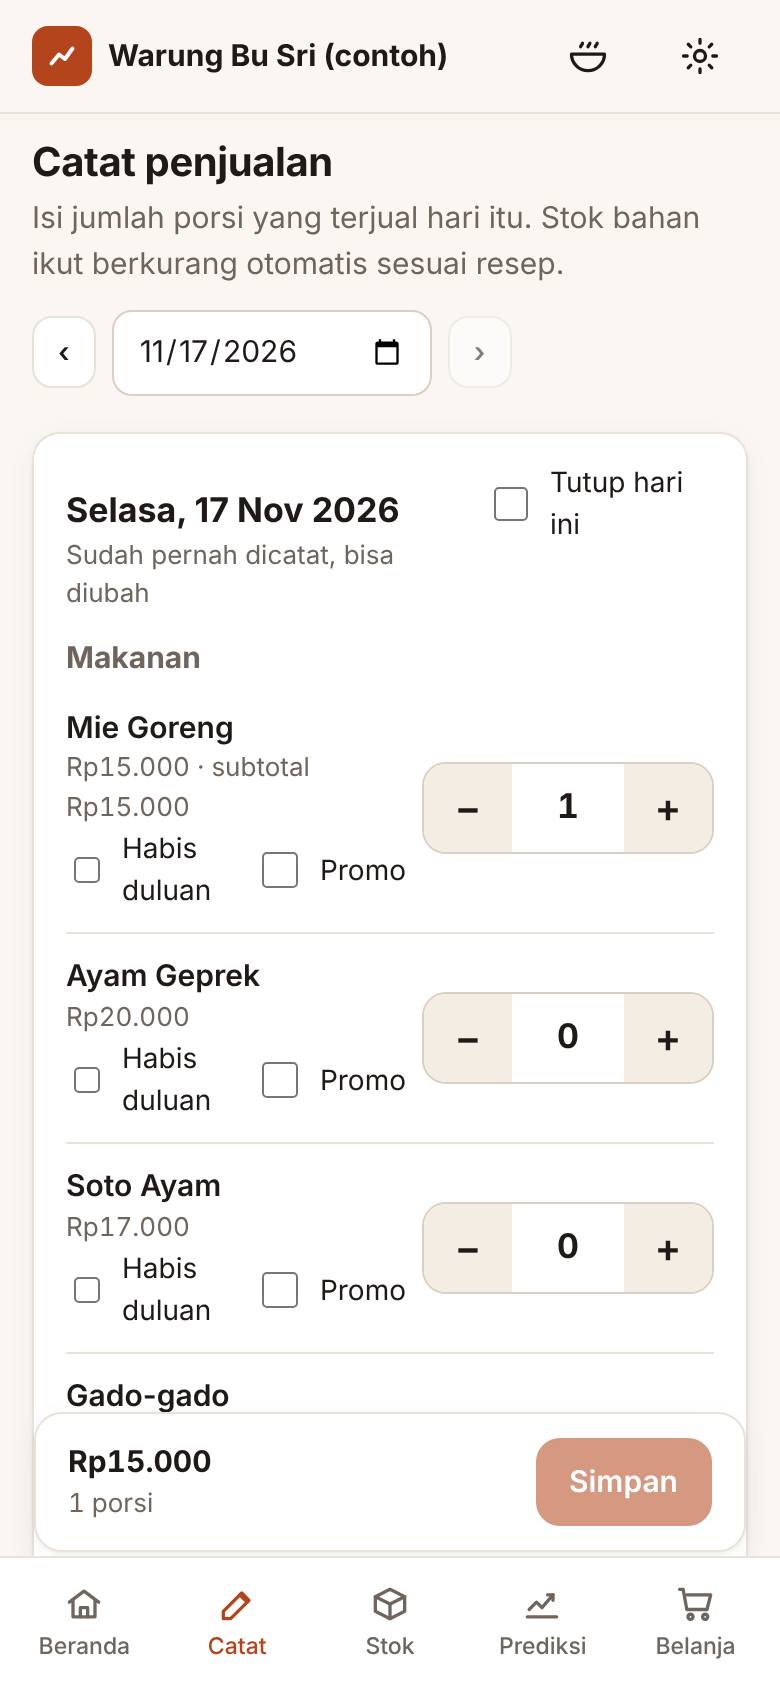 Warung Bu Sri (contoh)
Catat penjualan
Isi jumlah porsi yang terjual hari itu. Stok bahan
ikut berkurang otomatis sesuai resep.
‹ 11/17/2026 ›
Selasa, 17 Nov 2026
Tutup hari
ini
Sudah pernah dicatat, bisa
diubah
Makanan
Mie Goreng
Rp15.000 · subtotal
Rp15.000
− 1 +
Habis
duluan
Promo
Ayam Geprek
Rp20.000
− 0 +
Habis
duluan
Promo
Soto Ayam
Rp17.000
− 0 +
Habis
duluan
Promo
Gado-gado
Rp15.000
1 porsi
Simpan
Beranda Catat Stok Prediksi Belanja